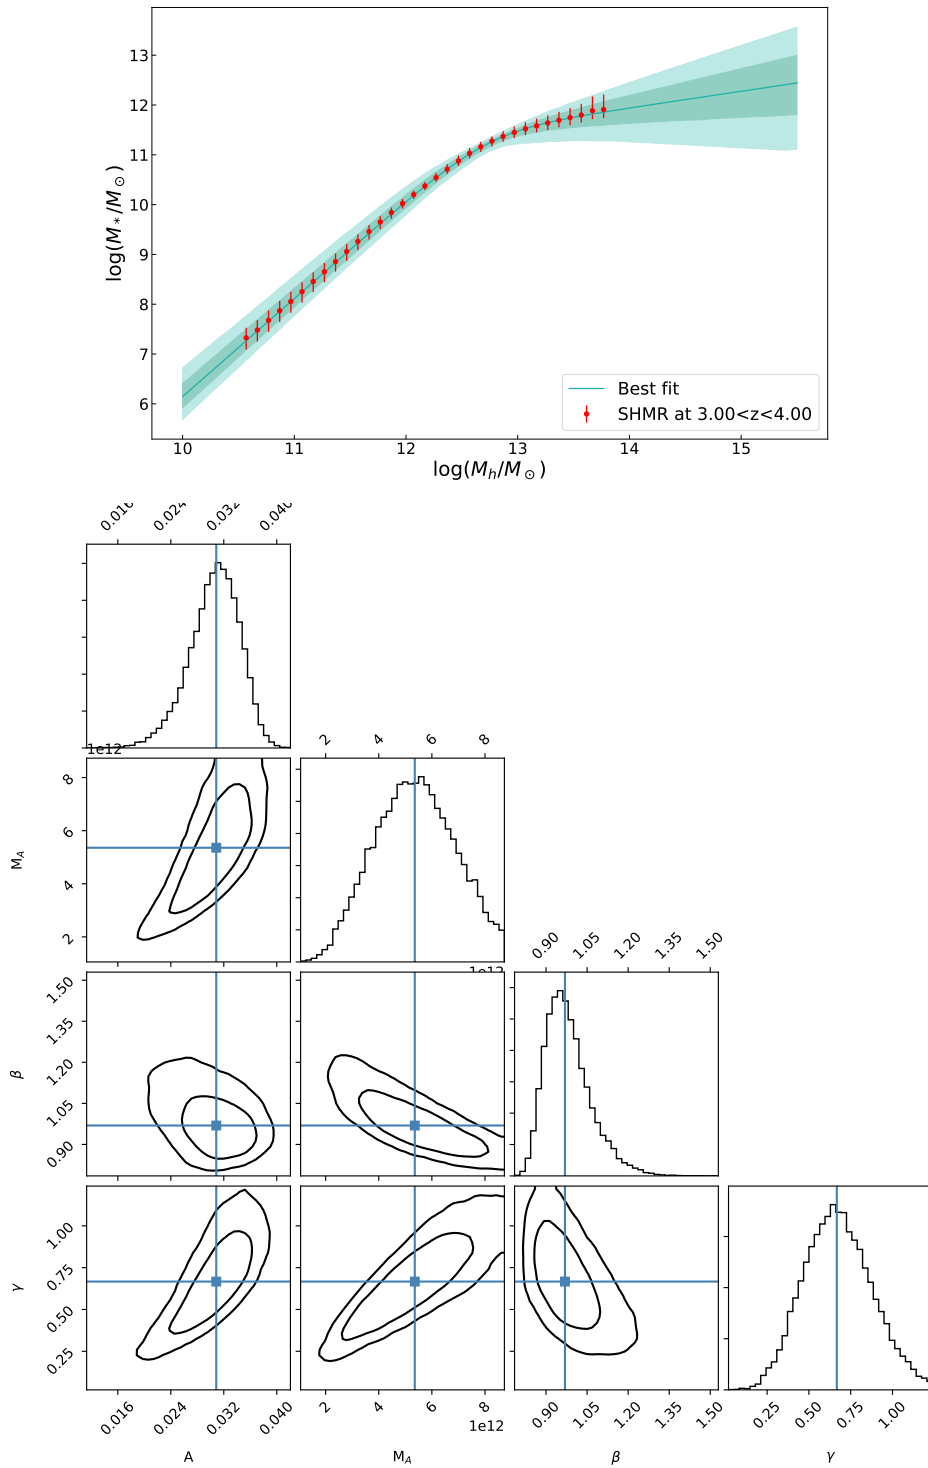 13
12
11
10
9
8
7
6
log(M*/M⊙)
Best fit
SHMR at 3.00<z<4.00
10 11 12 13 14 15
log(Mh/M⊙)
0.016 0.024 0.032 0.040
1e12
2 4 6 8
8
6
4
2
MA
0.90 1.05 1.20 1.35 1.50
1e12
1.50
1.35
1.20
1.05
0.90
β
1.00
0.75
0.50
0.25
γ
0.016 0.024 0.032 0.040
2 4 6 8
0.90 1.05 1.20 1.35 1.50
0.25 0.50 0.75 1.00
1e12
A MA β γ